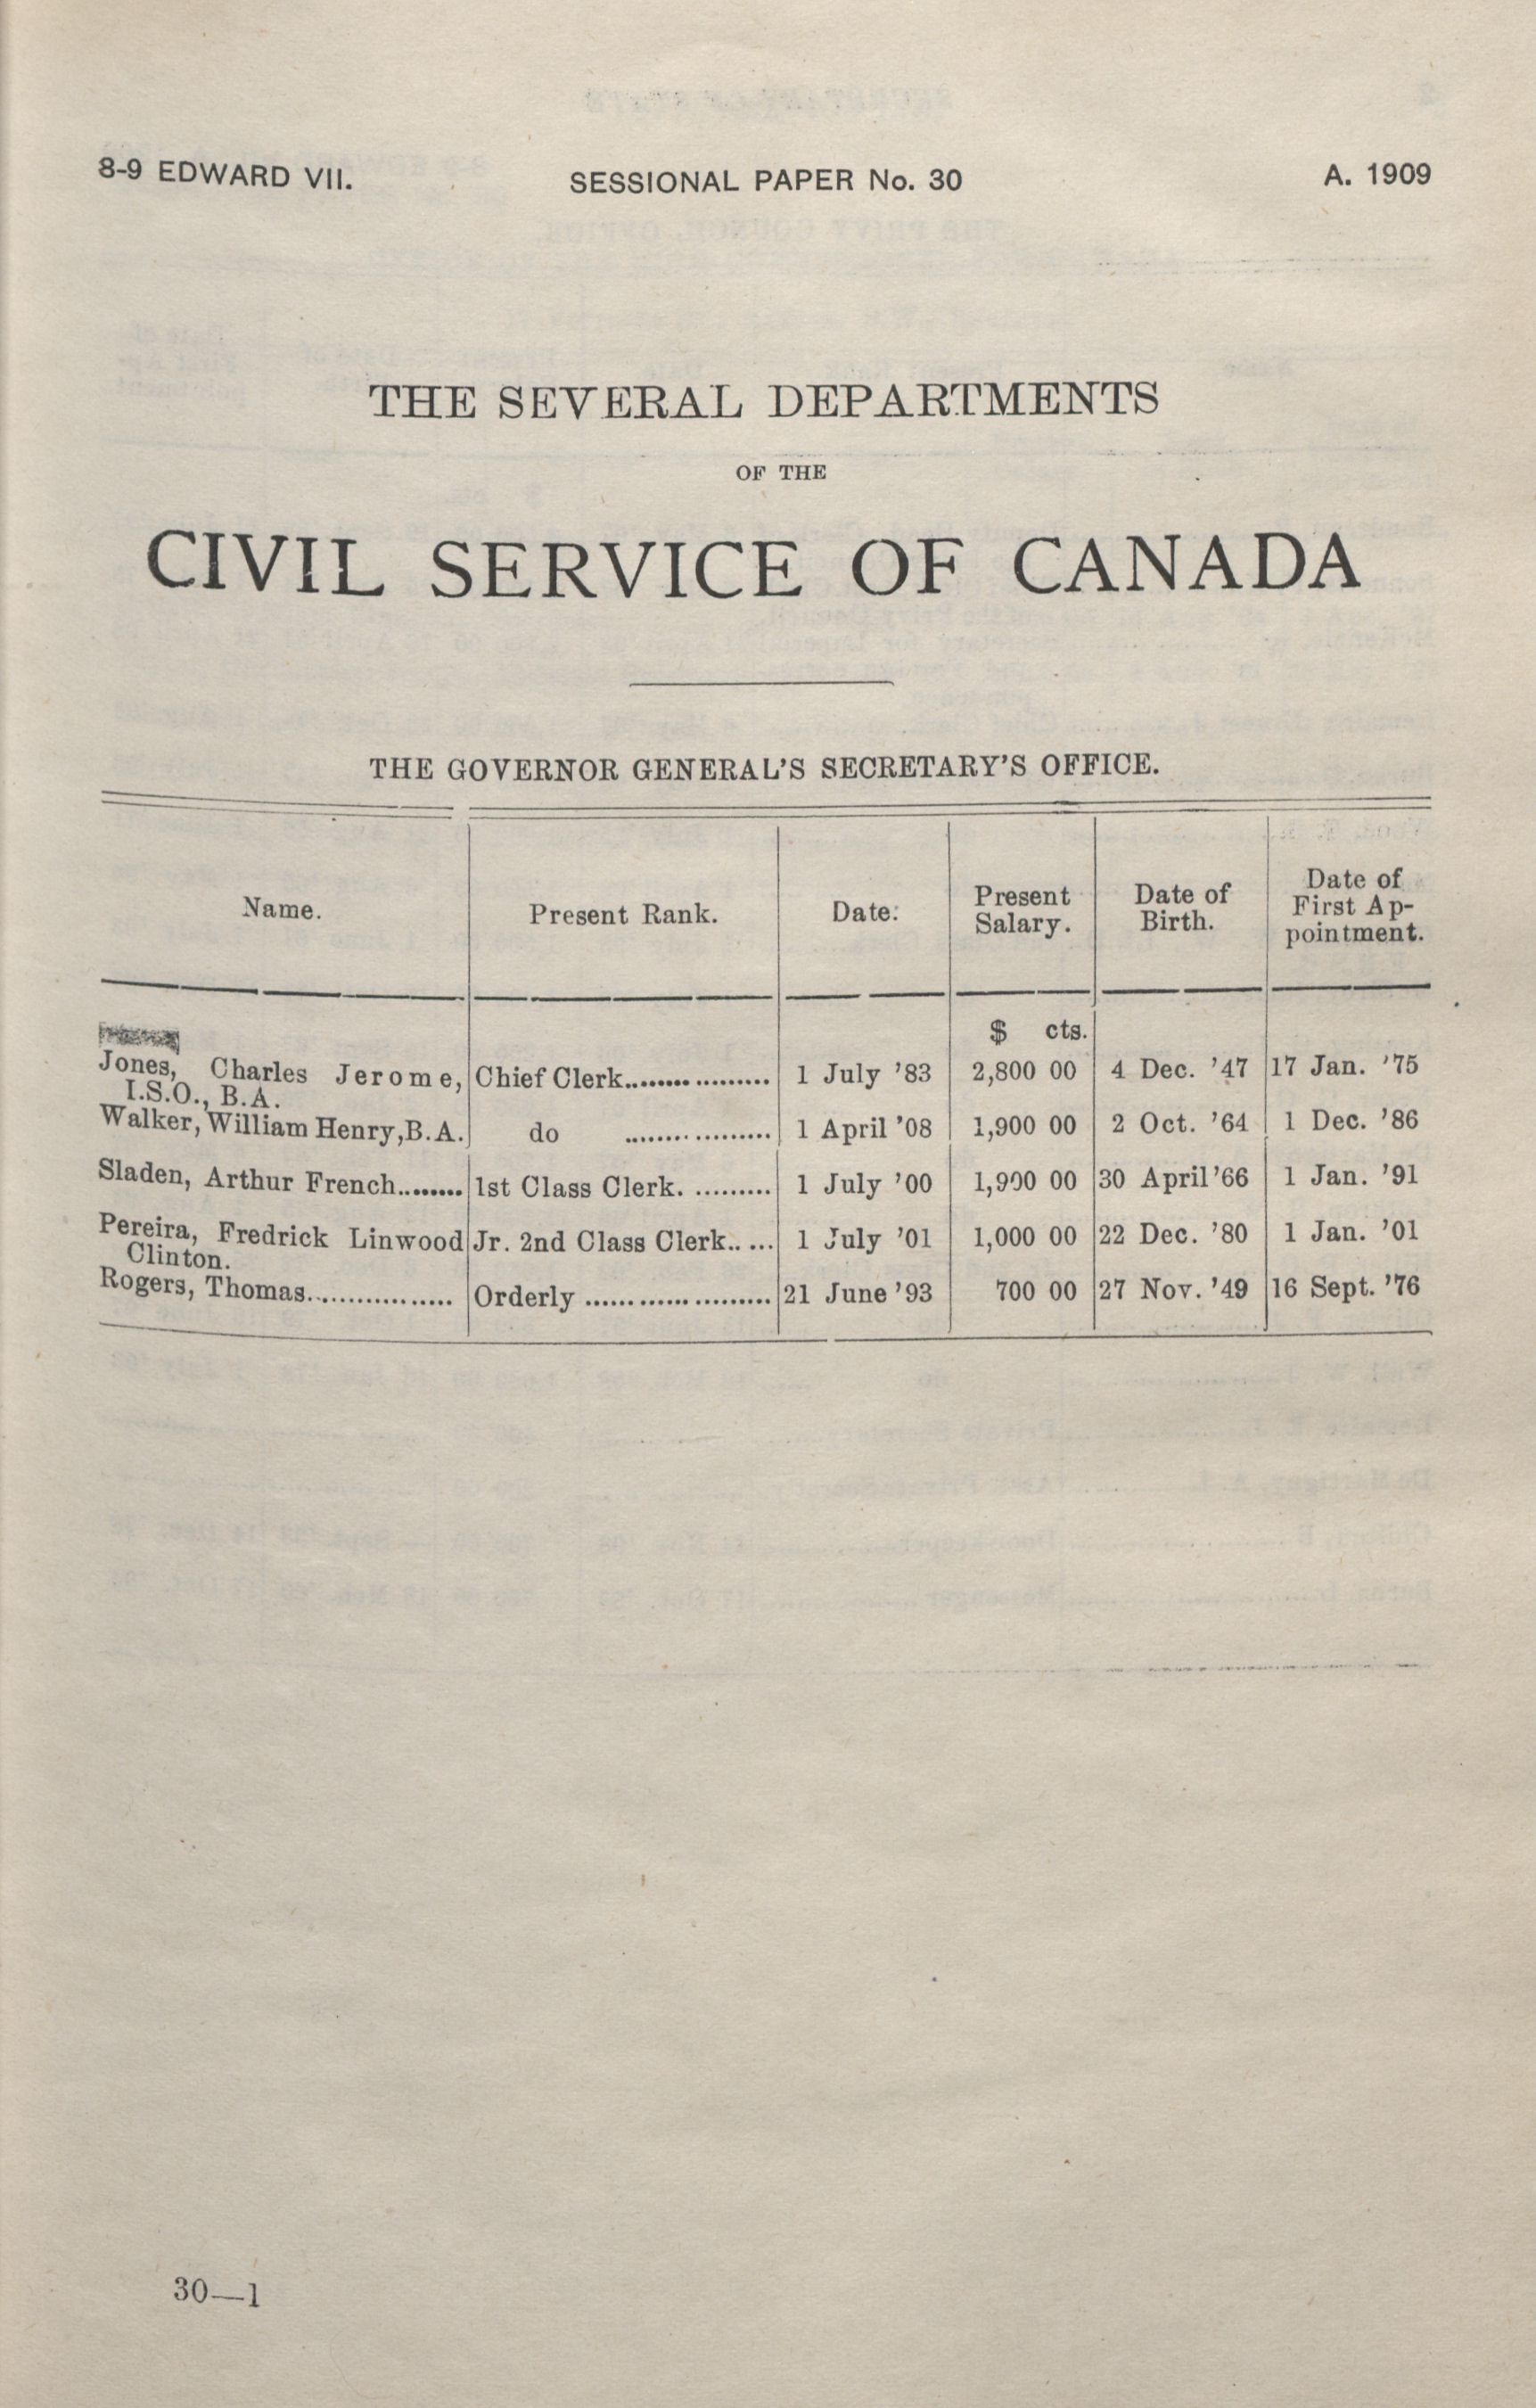 8-9 EDWARD VII. SESSIONAL PAPER No. 30 A. 1909
THE SEVERAL DEPARTMENTS
OF THE
CIVIL SERVICE OF CANADA
THE GOVERNOR GENERAL'S SECRETARY'S OFFICE.
Name. Present Rank. Date. Present Salary. Date of Birth. Date of First Ap-pointment.
$ cts.
Jones, Charles Jerome, Chief Clerk................. 1 July '83 2,800 00 4 Dec. '47 17 Jan. '75
I.S.O., B.A.
Walker, William Henry, B.A. do ................. 1 April '08 1,900 00 2 Oct. '64 1 Dec. '86
Sladen, Arthur French........ 1st Class Clerk. .......... 1 July '00 1,900 00 30 April '66 1 Jan. '91
Pereira, Fredrick Linwood Jr. 2nd Class Clerk.. ... 1 July '01 1,000 00 22 Dec. '80 1 Jan. '01
Clinton.
Rogers, Thomas................. Orderly ...................... 21 June '93 700 00 27 Nov. '49 16 Sept. '76
30—1